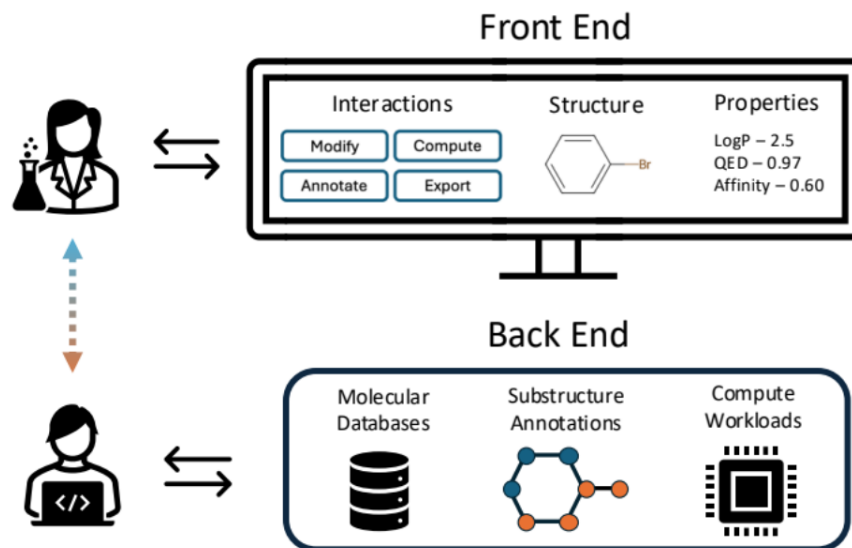 Front End
Interactions
Structure
Properties
Modify
Compute
Annotate
Export
Br
LogP – 2.5
QED – 0.97
Affinity – 0.60
Back End
Molecular
Databases
Substructure
Annotations
Compute
Workloads
</>